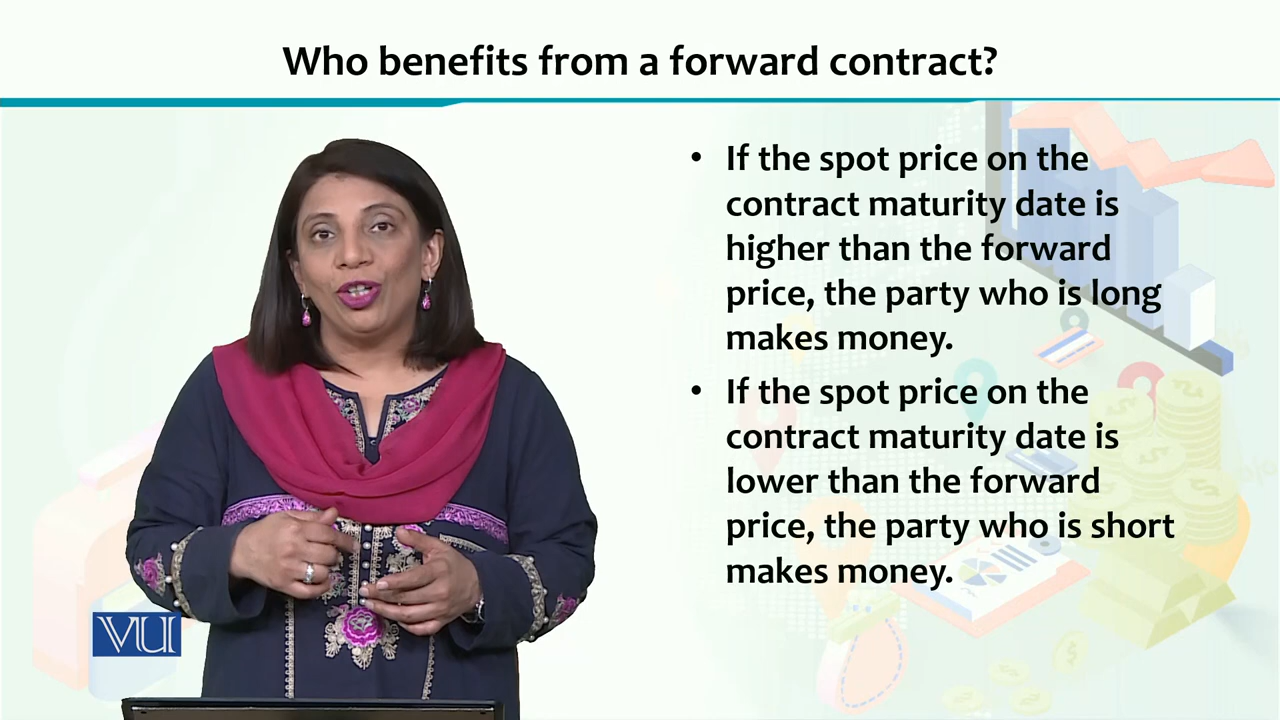 Who benefits from a forward contract?
• If the spot price on the
contract maturity date is
higher than the forward
price, the party who is long
makes money.
• If the spot price on the
contract maturity date is
lower than the forward
price, the party who is short
makes money.
VU